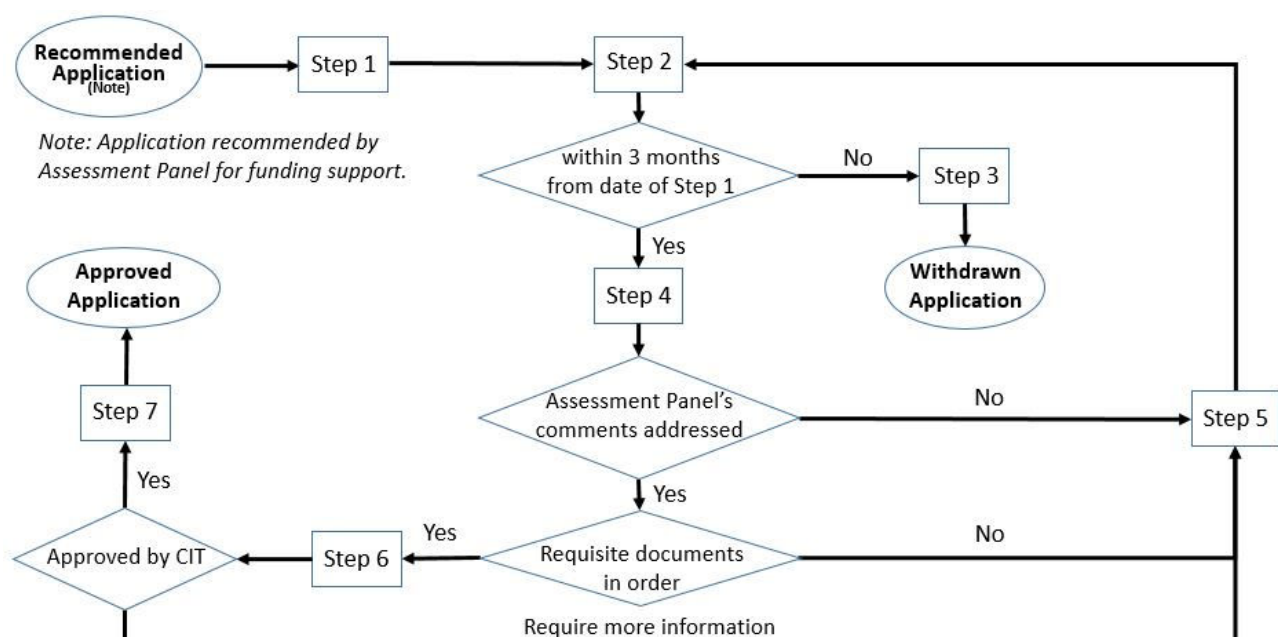 Recommended
Application
(Note)
Step 1
Step 2
Note: Application recommended by
Assessment Panel for funding support.
within 3 months
from date of Step 1
No
Step 3
Yes
Withdrawn
Application
Approved
Application
Step 4
Step 7
Assessment Panel's
comments addressed
No
Step 5
Yes
Yes
Approved by CIT
Step 6
Yes
Requisite documents
in order
No
Require more information